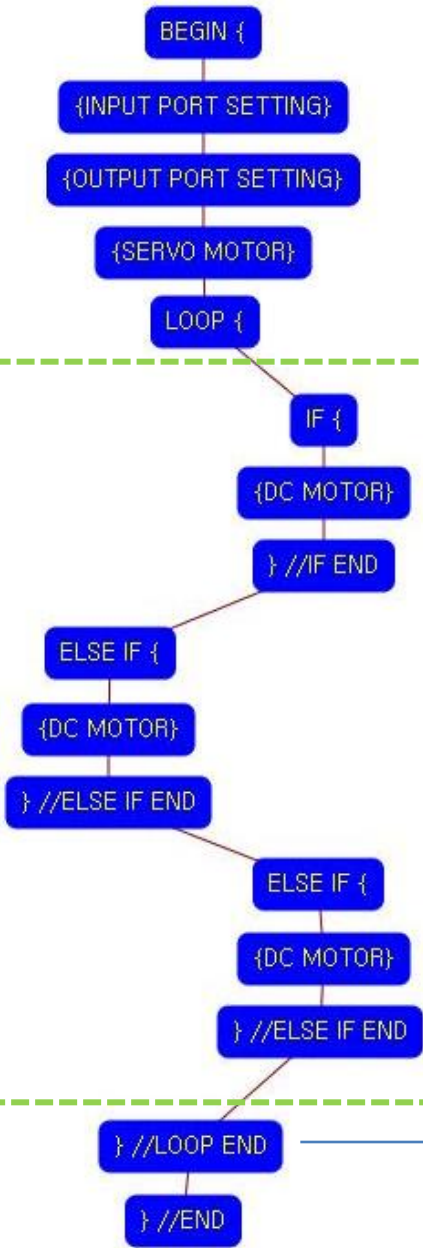 BEGIN {
{INPUT PORT SETTING}
{OUTPUT PORT SETTING}
{SERVO MOTOR}
LOOP {
IF {
{DC MOTOR}
} //IF END
ELSE IF {
{DC MOTOR}
} //ELSE IF END
ELSE IF {
{DC MOTOR}
} //ELSE IF END
} //LOOP END
} //END